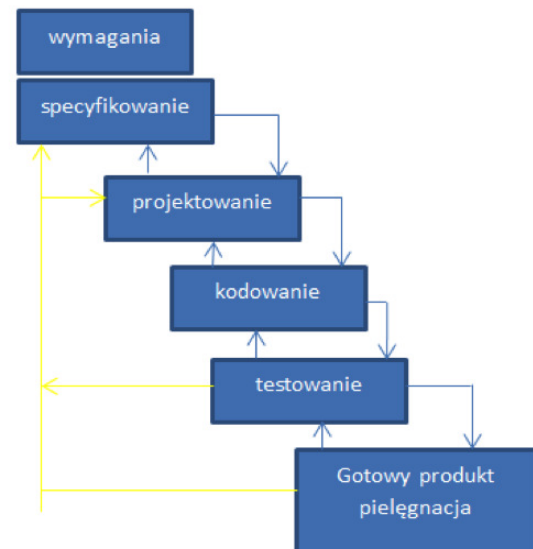 wymagania
specyfikowanie
projektowanie
kodowanie
testowanie
Gotowy produkt
pielęgnacja